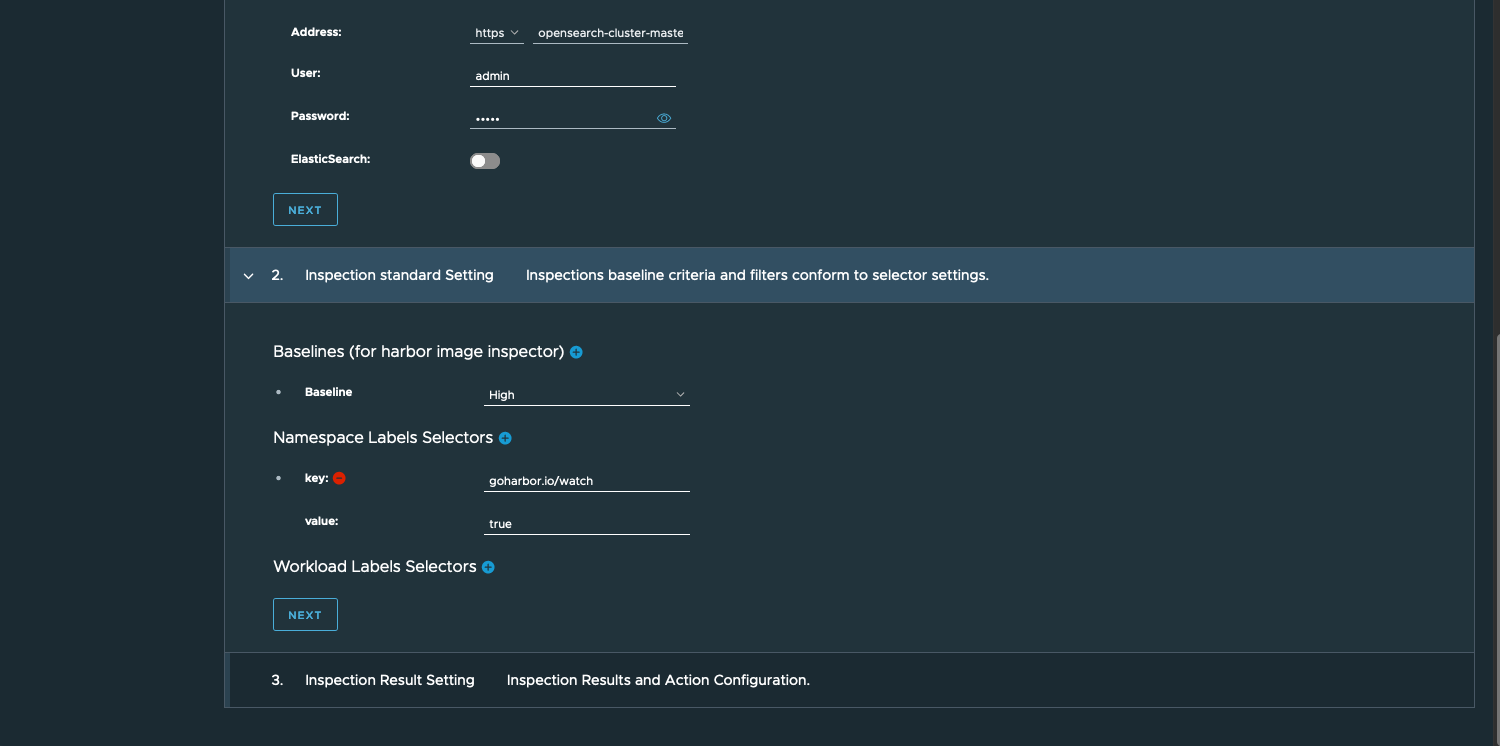 Address: https opensearch-cluster-maste
User: admin
Password: •••••
ElasticSearch:
NEXT
2. Inspection standard Setting Inspections baseline criteria and filters conform to selector settings.
Baselines (for harbor image inspector)
• Baseline High
Namespace Labels Selectors
• key: goharbor.io/watch
value: true
Workload Labels Selectors
NEXT
3. Inspection Result Setting Inspection Results and Action Configuration.